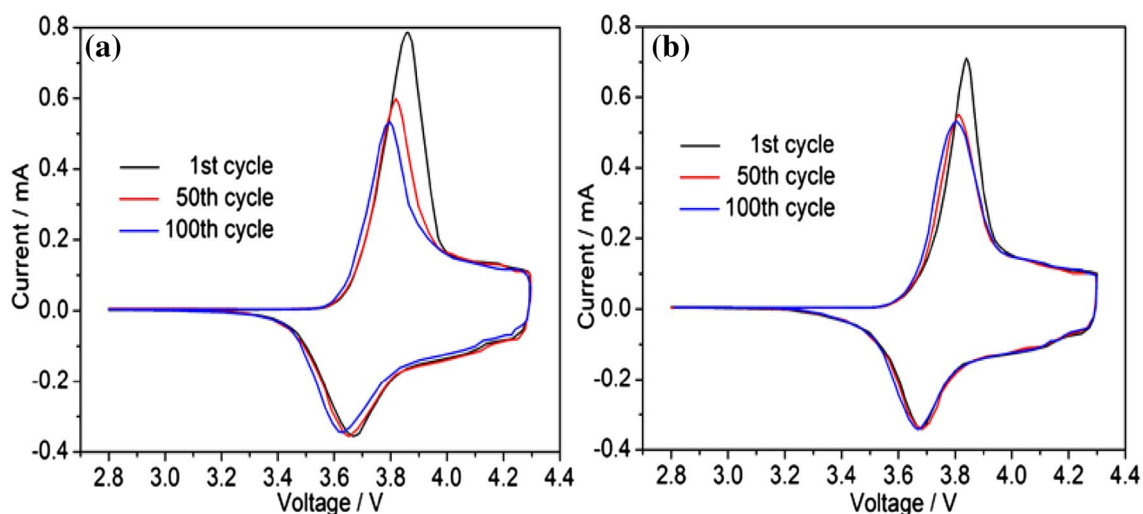 (a)
Current / mA
0.8
0.6
0.4
0.2
0.0
-0.2
-0.4
1st cycle
50th cycle
100th cycle
2.8 3.0 3.2 3.4 3.6 3.8 4.0 4.2 4.4
Voltage / V
(b)
Current / mA
0.8
0.6
0.4
0.2
0.0
-0.2
-0.4
1st cycle
50th cycle
100th cycle
2.8 3.0 3.2 3.4 3.6 3.8 4.0 4.2 4.4
Voltage / V